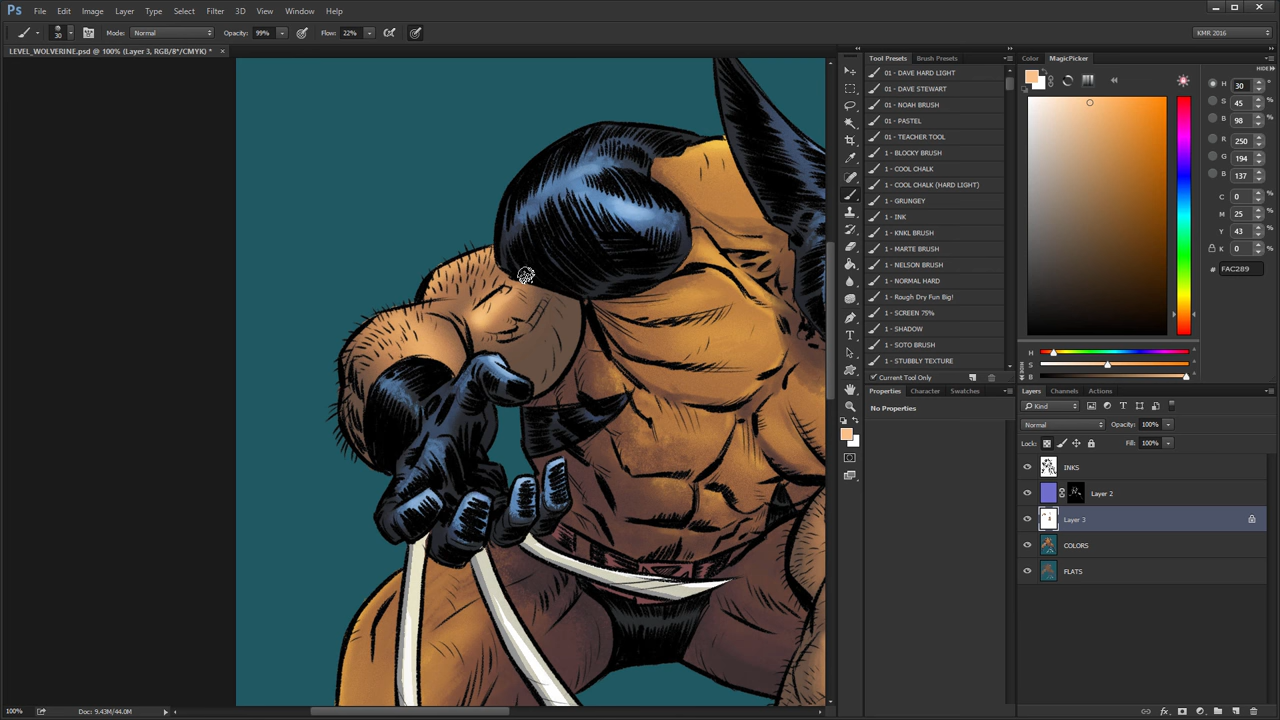 Ps File Edit Image Layer Type Select Filter 3D View Window Help
30 Mode: Normal Opacity: 99% Flow: 22% KMR 2016
LEVEL_WOLVERINE.psd @ 100% (Layer 3, RGB/8*/CMYK) * ×
Tool Presets Brush Presets
01 - DAVE HARD LIGHT
01 - DAVE STEWART
01 - NOAH BRUSH
01 - PASTEL
01 - TEACHER TOOL
1 - BLOCKY BRUSH
1 - COOL CHALK
1 - COOL CHALK (HARD LIGHT)
1 - GRUNGEY
1 - INK
1 - KNKL BRUSH
1 - MARTE BRUSH
1 - NELSON BRUSH
1 - NORMAL HARD
1 - Rough Dry Fun Big!
1 - SCREEN 75%
1 - SHADOW
1 - SOTO BRUSH
1 - STUBBLY TEXTURE
Current Tool Only
Properties Character Swatches
No Properties
Color MagicPicker
HIDE
H 30 °
S 45 %
B 98 %
R 250
G 194
B 137
C 0 %
M 25 %
Y 43 %
K 0 %
# FAC289
HSB
H
S
B
Layers Channels Actions
Kind
Normal Opacity: 100%
Lock: Fill: 100%
INKS
Layer 2
Layer 3
COLORS
FLATS
fx
100% Doc: 9.43M/44.0M